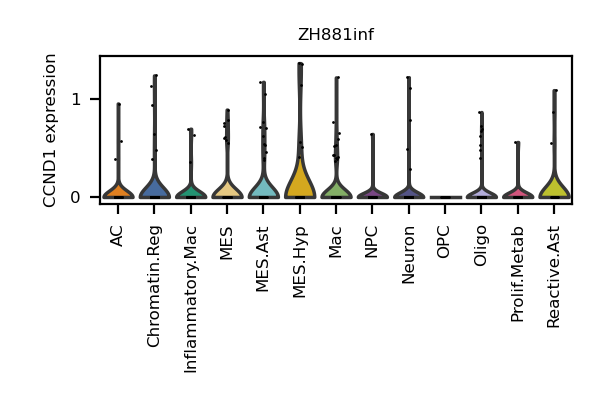 ZH881inf
CCND1 expression
1
0
AC
Chromatin.Reg
Inflammatory.Mac
MES
MES.Ast
MES.Hyp
Mac
NPC
Neuron
OPC
Oligo
Prolif.Metab
Reactive.Ast